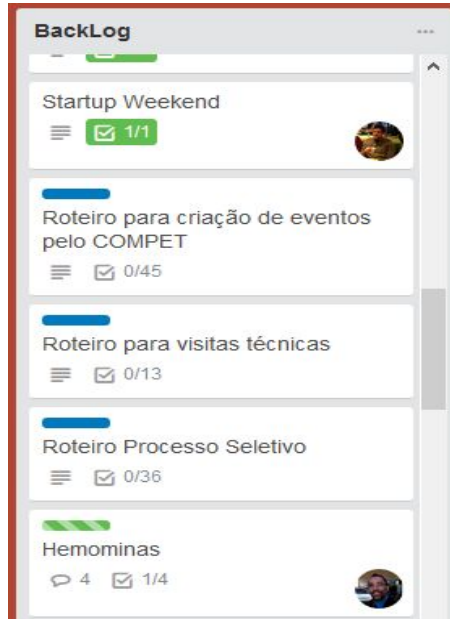 BackLog ...
Startup Weekend
1/1
Roteiro para criação de eventos
pelo COMPET
0/45
Roteiro para visitas técnicas
0/13
Roteiro Processo Seletivo
0/36
Hemominas
4 1/4